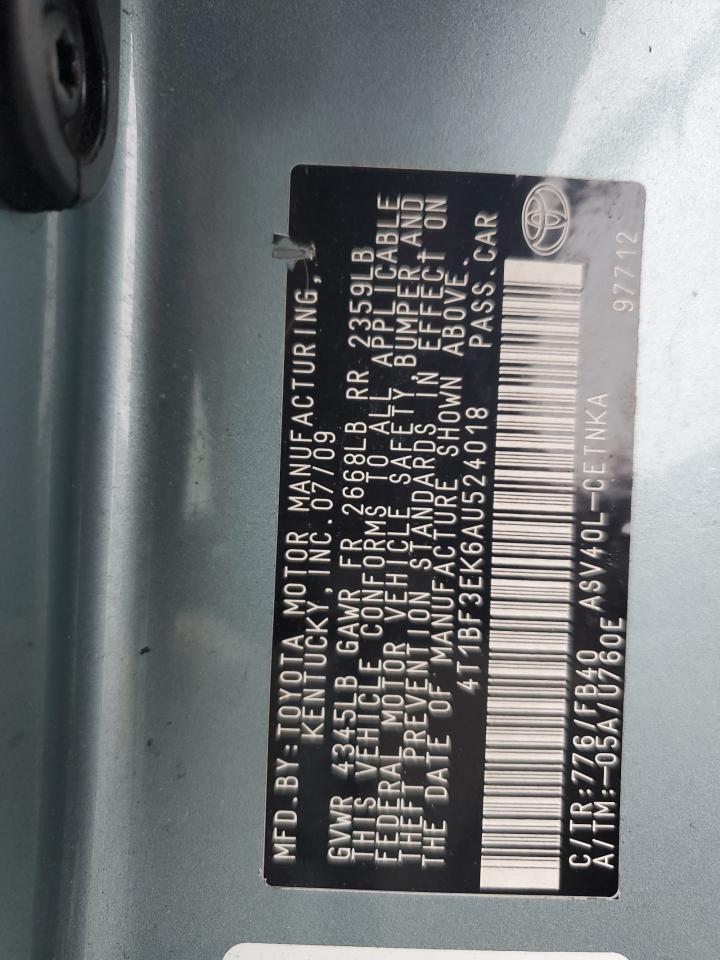 MFD.BY:TOYOTA MOTOR MANUFACTURING,
KENTUCKY, INC.07/09
GVWR 4345LB GAWR FR 2668LB RR 2359LB
THIS VEHICLE CONFORMS TO ALL APPLICABLE
FEDERAL MOTOR VEHICLE SAFETY, BUMPER AND
THEFT PREVENTION STANDARDS IN EFFECT ON
THE DATE OF MANUFACTURE SHOWN ABOVE.
4T1BF3EK6AU524018 PASS.CAR
C/TR:776/FB40 ASV40L-CETNKA
A/TM:-05A/U760E 97712